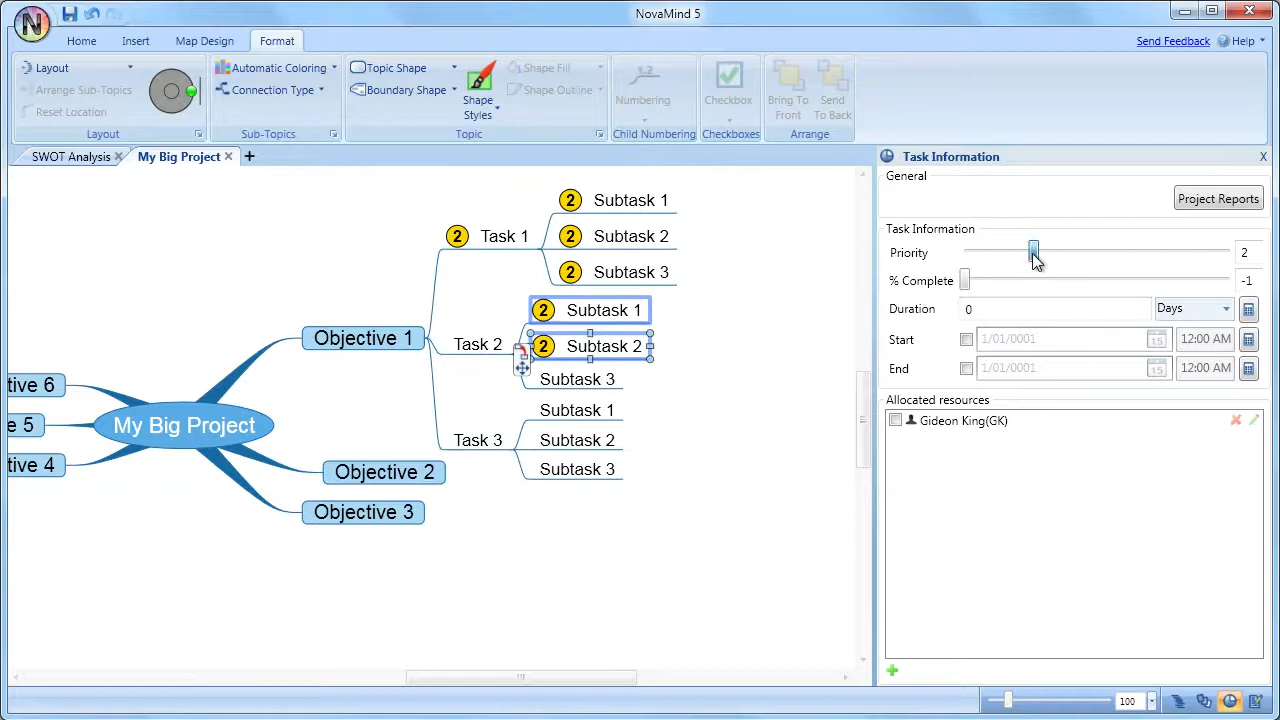 NovaMind 5
N
Home Insert Map Design Format
Send Feedback Help
Layout
Arrange Sub-Topics
Reset Location
Layout
Automatic Coloring
Connection Type
Sub-Topics
Topic Shape
Boundary Shape
Shape Styles
Shape Fill
Shape Outline
Topic
1.2
Numbering
Child Numbering
Checkbox
Checkboxes
Bring To Front
Send To Back
Arrange
SWOT Analysis
My Big Project
My Big Project
Objective 1
Task 1
2
Subtask 1
2
Subtask 2
2
Subtask 3
2
Task 2
Subtask 1
2
Subtask 2
2
Subtask 3
Task 3
Subtask 1
Subtask 2
Subtask 3
Objective 2
Objective 3
tive 6
e 5
tive 4
Task Information
X
General
Project Reports
Task Information
Priority 2
% Complete -1
Duration 0 Days
Start 1/01/0001 15 12:00 AM
End 1/01/0001 15 12:00 AM
Allocated resources
Gideon King(GK)
100